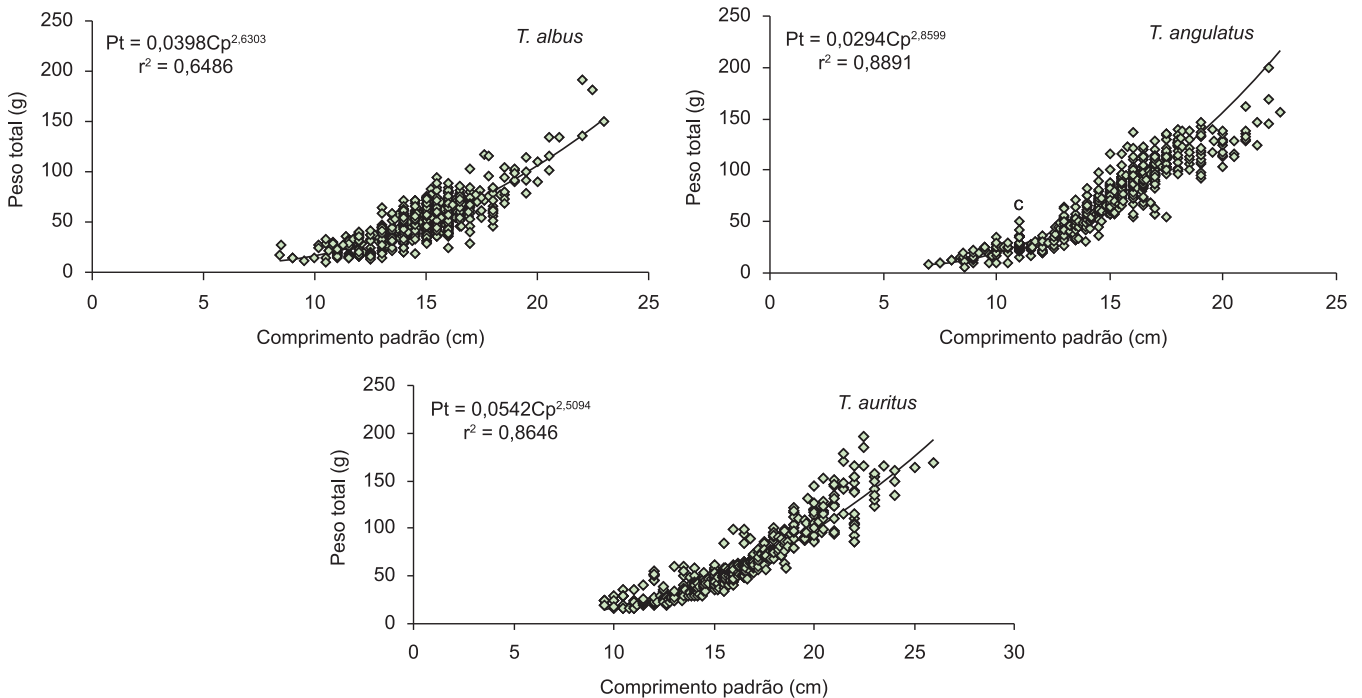 250
200
150
100
50
0
Peso total (g)
Pt = 0,0398Cp^2,6303
r² = 0,6486
T. albus
0 5 10 15 20 25
Comprimento padrão (cm)
250
200
150
100
50
0
Peso total (g)
Pt = 0,0294Cp^2,8599
r² = 0,8891
T. angulatus
C
0 5 10 15 20 25
Comprimento padrão (cm)
250
200
150
100
50
0
Peso total (g)
Pt = 0,0542Cp^2,5094
r² = 0,8646
T. auritus
0 5 10 15 20 25 30
Comprimento padrão (cm)